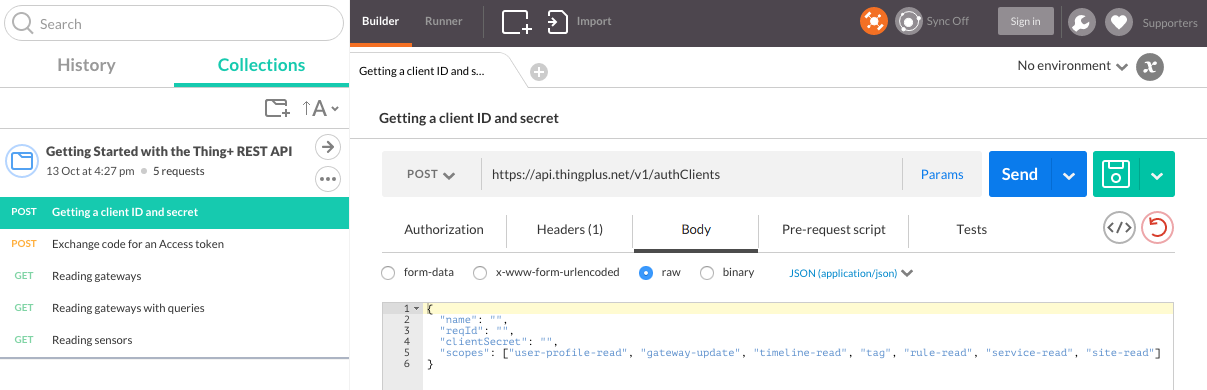 Search
History
Collections
↑A
Getting Started with the Thing+ REST API
13 Oct at 4:27 pm ● 5 requests
POST Getting a client ID and secret
POST Exchange code for an Access token
GET Reading gateways
GET Reading gateways with queries
GET Reading sensors
Builder Runner Import Sync Off Sign in Supporters
Getting a client ID and s...
No environment
Getting a client ID and secret
POST https://api.thingplus.net/v1/authClients Params Send
Authorization Headers (1) Body Pre-request script Tests
form-data x-www-form-urlencoded raw binary JSON (application/json)
1 {
2 "name": "",
3 "reqId": "",
4 "clientSecret": "",
5 "scopes": ["user-profile-read", "gateway-update", "timeline-read", "tag", "rule-read", "service-read", "site-read"]
6 }